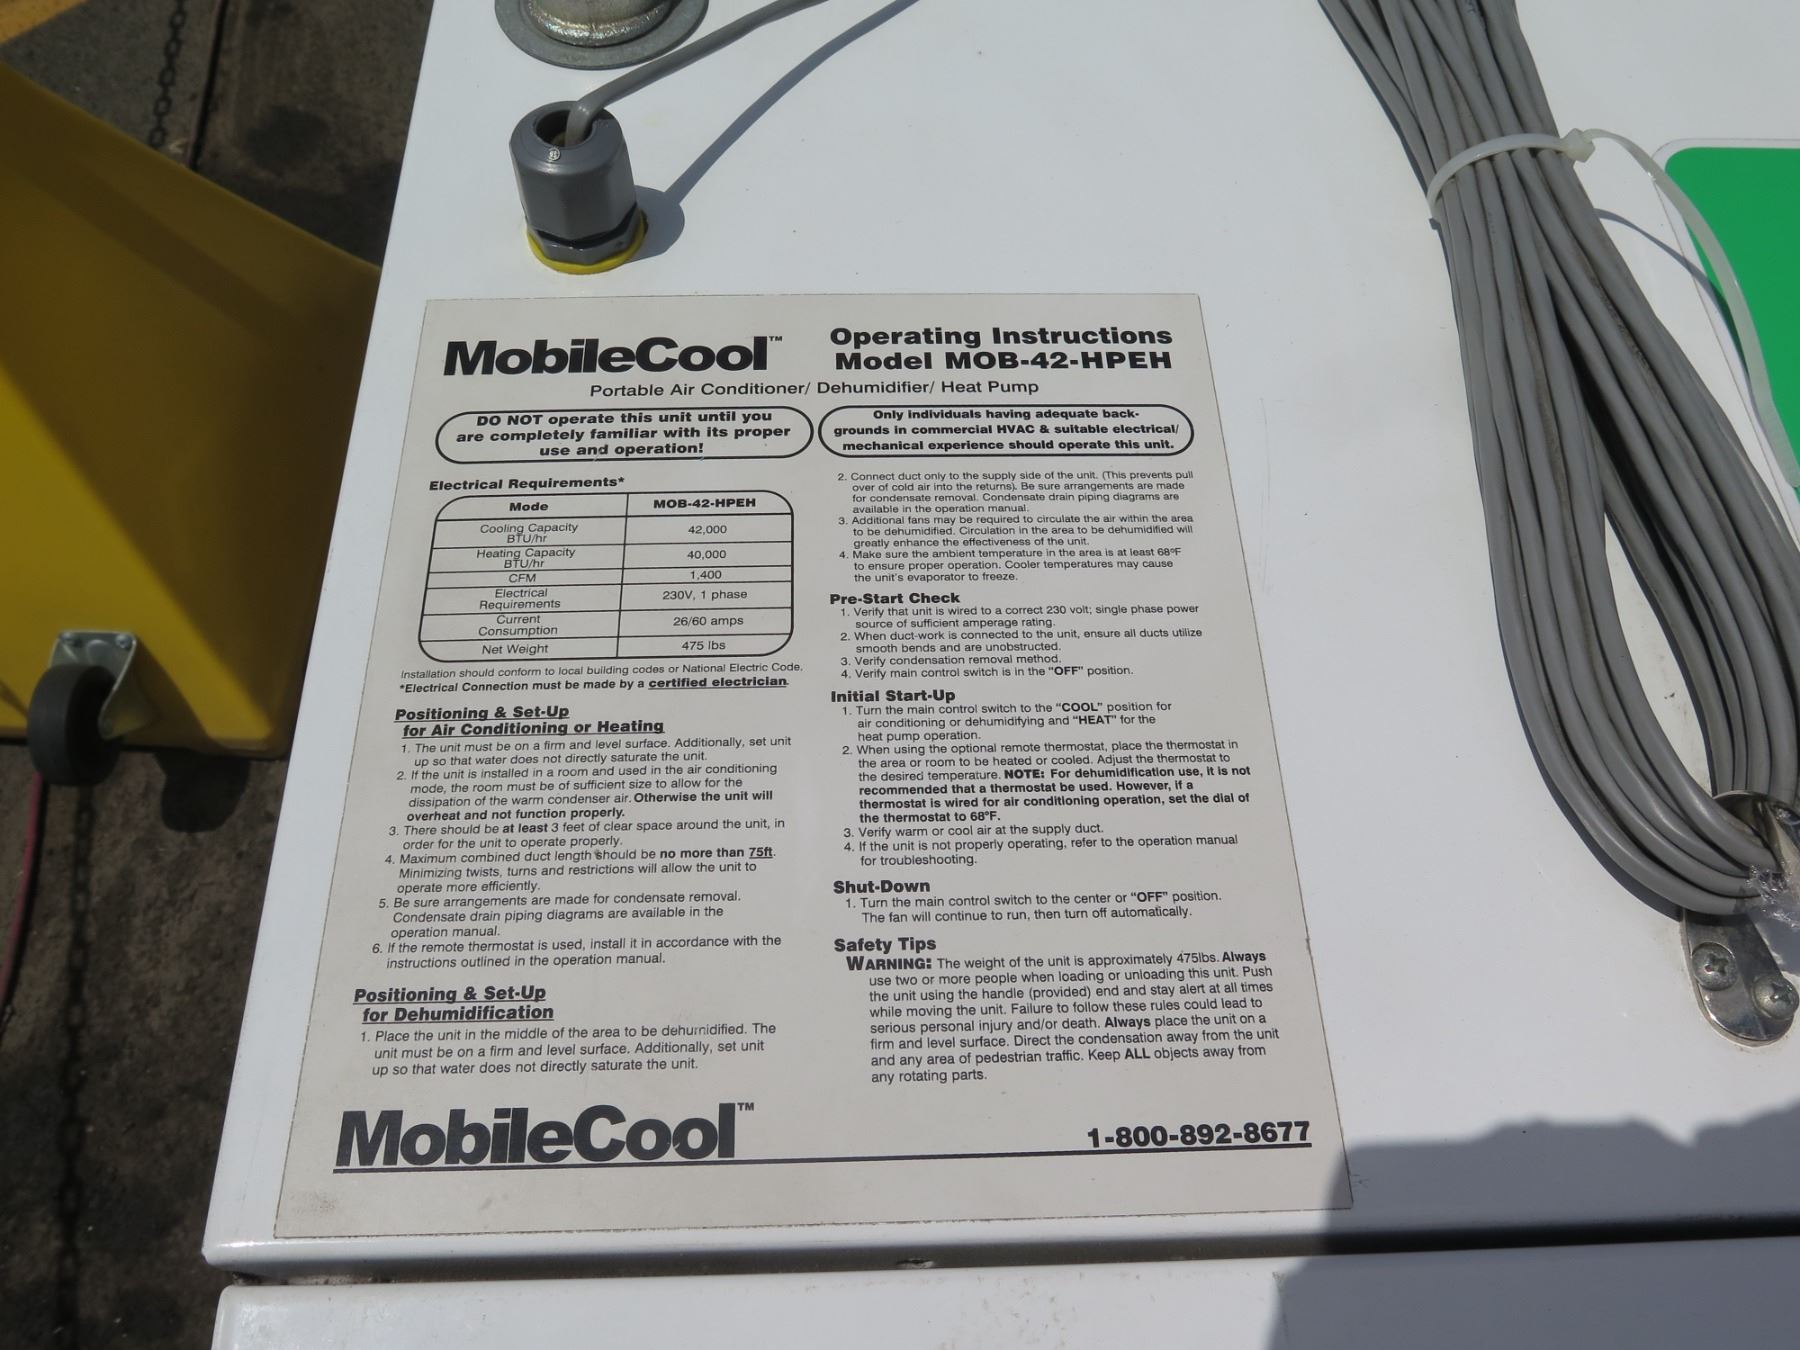 MobileCool™
Operating Instructions
Model MOB-42-HPEH
Portable Air Conditioner/ Dehumidifier/ Heat Pump
DO NOT operate this unit until you
are completely familiar with its proper
use and operation!
Only individuals having adequate back-
grounds in commercial HVAC & suitable electrical/
mechanical experience should operate this unit.
Electrical Requirements*
Mode MOB-42-HPEH
Cooling Capacity
BTU/hr 42,000
Heating Capacity
BTU/hr 40,000
CFM 1,400
Electrical
Requirements 230V, 1 phase
Current
Consumption 26/60 amps
Net Weight 475 lbs
Installation should conform to local building codes or National Electric Code.
*Electrical Connection must be made by a certified electrician.
Positioning & Set-Up
for Air Conditioning or Heating
1. The unit must be on a firm and level surface. Additionally, set unit
up so that water does not directly saturate the unit.
2. If the unit is installed in a room and used in the air conditioning
mode, the room must be of sufficient size to allow for the
dissipation of the warm condenser air. Otherwise the unit will
overheat and not function properly.
3. There should be at least 3 feet of clear space around the unit, in
order for the unit to operate properly.
4. Maximum combined duct length should be no more than 75ft.
Minimizing twists, turns and restrictions will allow the unit to
operate more efficiently.
5. Be sure arrangements are made for condensate removal.
Condensate drain piping diagrams are available in the
operation manual.
6. If the remote thermostat is used, install it in accordance with the
instructions outlined in the operation manual.
Positioning & Set-Up
for Dehumidification
1. Place the unit in the middle of the area to be dehumidified. The
unit must be on a firm and level surface. Additionally, set unit
up so that water does not directly saturate the unit.
2. Connect duct only to the supply side of the unit. (This prevents pull
over of cold air into the returns). Be sure arrangements are made
for condensate removal. Condensate drain piping diagrams are
available in the operation manual.
3. Additional fans may be required to circulate the air within the area
to be dehumidified. Circulation in the area to be dehumidified will
greatly enhance the effectiveness of the unit.
4. Make sure the ambient temperature in the area is at least 68°F
to ensure proper operation. Cooler temperatures may cause
the unit's evaporator to freeze.
Pre-Start Check
1. Verify that unit is wired to a correct 230 volt; single phase power
source of sufficient amperage rating.
2. When duct-work is connected to the unit, ensure all ducts utilize
smooth bends and are unobstructed.
3. Verify condensation removal method.
4. Verify main control switch is in the "OFF" position.
Initial Start-Up
1. Turn the main control switch to the "COOL" position for
air conditioning or dehumidifying and "HEAT" for the
heat pump operation.
2. When using the optional remote thermostat, place the thermostat in
the area or room to be heated or cooled. Adjust the thermostat to
the desired temperature. NOTE: For dehumidification use, it is not
recommended that a thermostat be used. However, if a
thermostat is wired for air conditioning operation, set the dial of
the thermostat to 68°F.
3. Verify warm or cool air at the supply duct.
4. If the unit is not properly operating, refer to the operation manual
for troubleshooting.
Shut-Down
1. Turn the main control switch to the center or "OFF" position.
The fan will continue to run, then turn off automatically.
Safety Tips
WARNING: The weight of the unit is approximately 475lbs. Always
use two or more people when loading or unloading this unit. Push
the unit using the handle (provided) end and stay alert at all times
while moving the unit. Failure to follow these rules could lead to
serious personal injury and/or death. Always place the unit on a
firm and level surface. Direct the condensation away from the unit
and any area of pedestrian traffic. Keep ALL objects away from
any rotating parts.
MobileCool™
1-800-892-8677